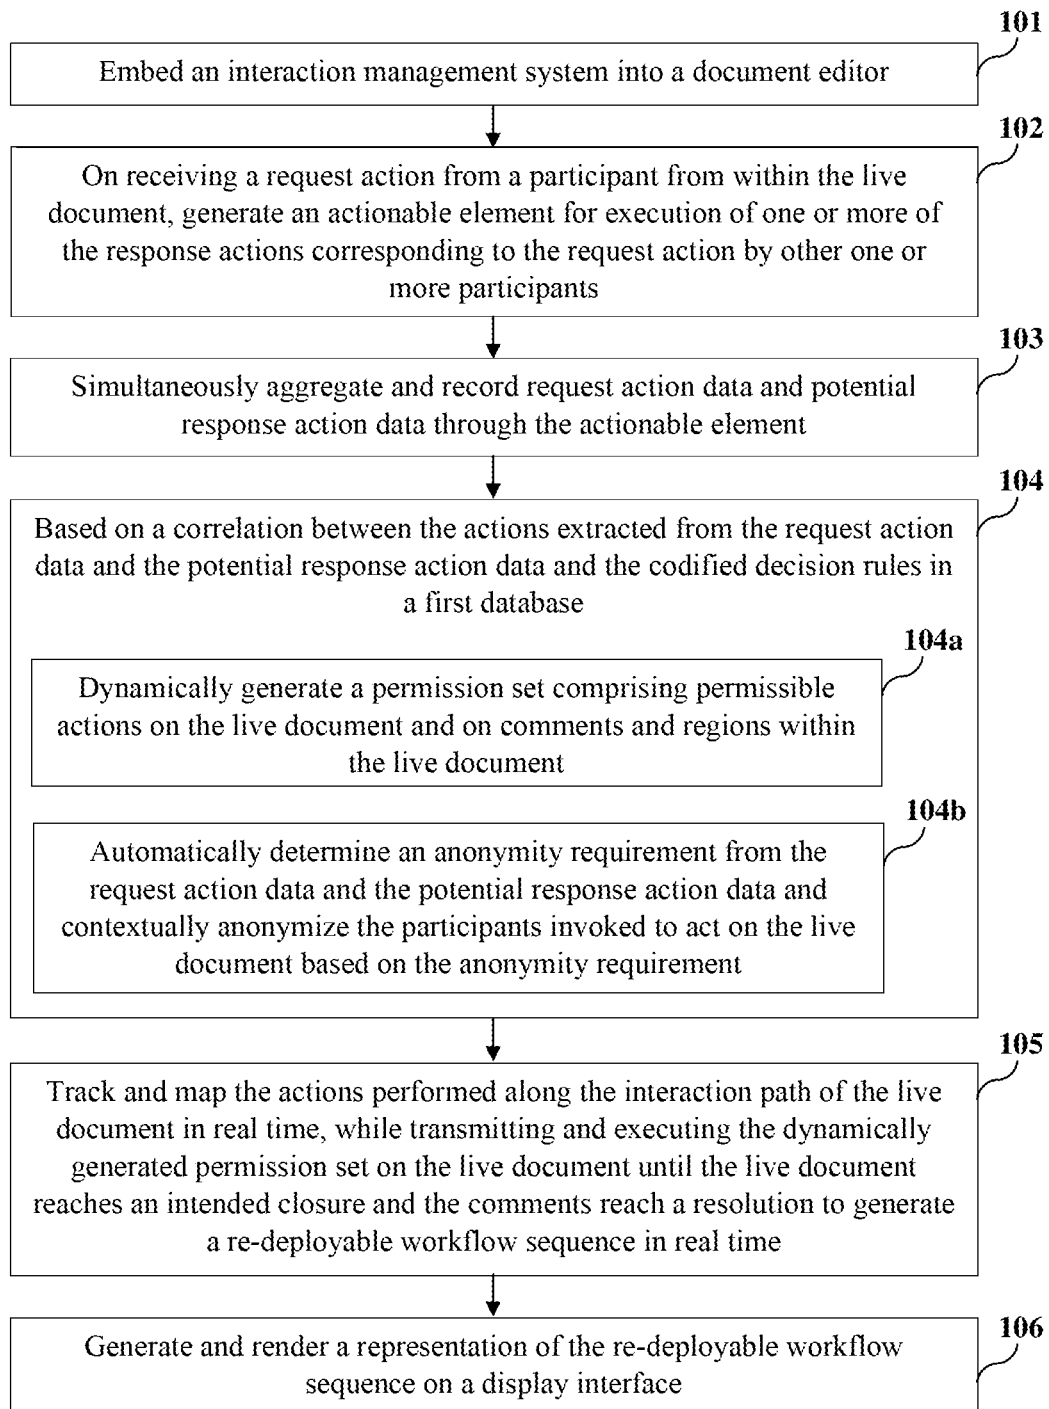 101
Embed an interaction management system into a document editor
102
On receiving a request action from a participant from within the live
document, generate an actionable element for execution of one or more of
the response actions corresponding to the request action by other one or
more participants
103
Simultaneously aggregate and record request action data and potential
response action data through the actionable element
104
Based on a correlation between the actions extracted from the request action
data and the potential response action data and the codified decision rules in
a first database
104a
Dynamically generate a permission set comprising permissible
actions on the live document and on comments and regions within
the live document
104b
Automatically determine an anonymity requirement from the
request action data and the potential response action data and
contextually anonymize the participants invoked to act on the live
document based on the anonymity requirement
105
Track and map the actions performed along the interaction path of the live
document in real time, while transmitting and executing the dynamically
generated permission set on the live document until the live document
reaches an intended closure and the comments reach a resolution to generate
a re-deployable workflow sequence in real time
106
Generate and render a representation of the re-deployable workflow
sequence on a display interface